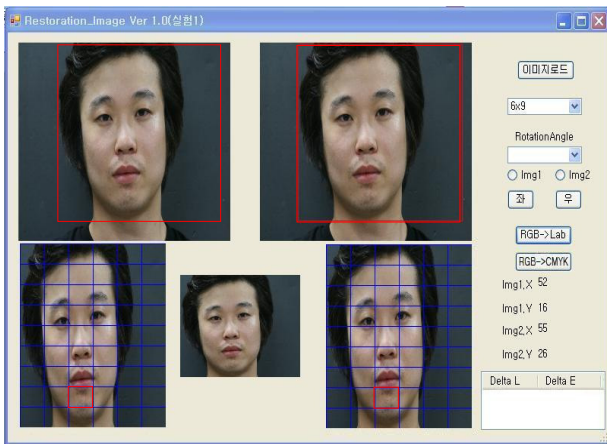 Restoration_Image Ver 1.0(실험1)
이미지로드
6x9
RotationAngle
Img1 Img2
좌 우
RGB->Lab
RGB->CMYK
Img1,X 52
Img1,Y 16
Img2,X 55
Img2,Y 26
Delta L Delta E